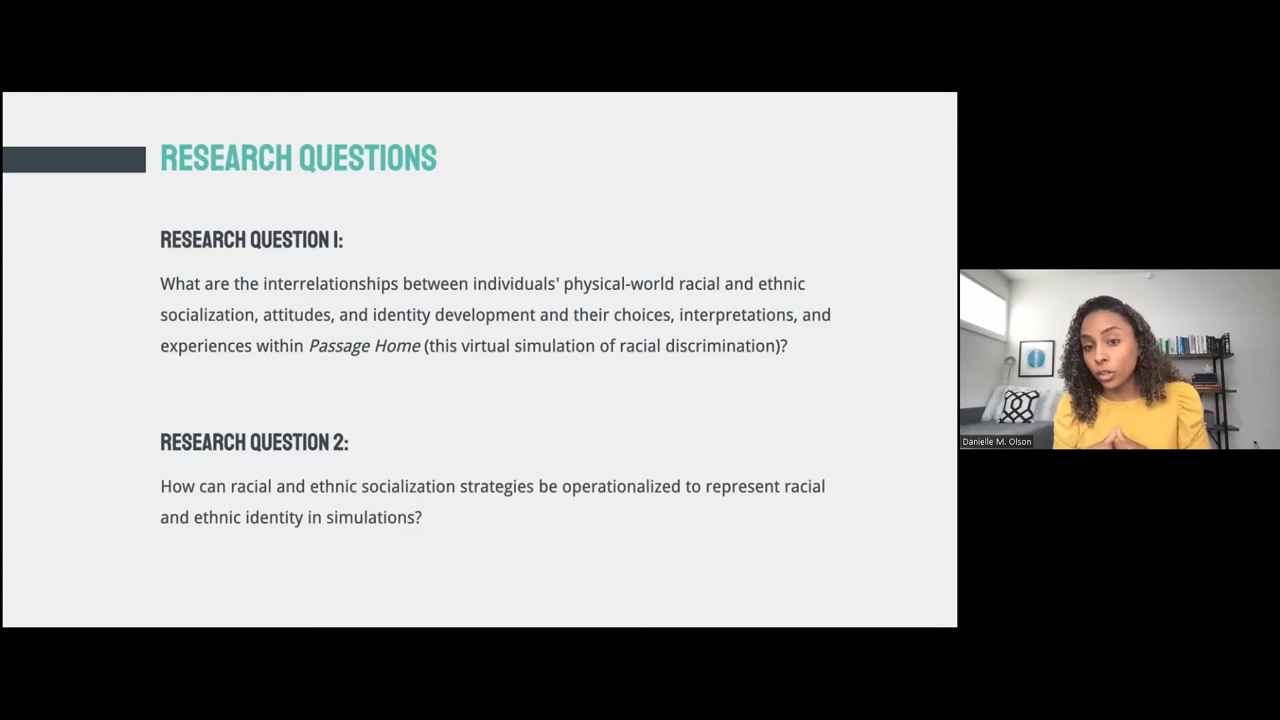 RESEARCH QUESTIONS
RESEARCH QUESTION 1:
What are the interrelationships between individuals' physical-world racial and ethnic
socialization, attitudes, and identity development and their choices, interpretations, and
experiences within Passage Home (this virtual simulation of racial discrimination)?
RESEARCH QUESTION 2:
How can racial and ethnic socialization strategies be operationalized to represent racial
and ethnic identity in simulations?
Danielle M. Olson